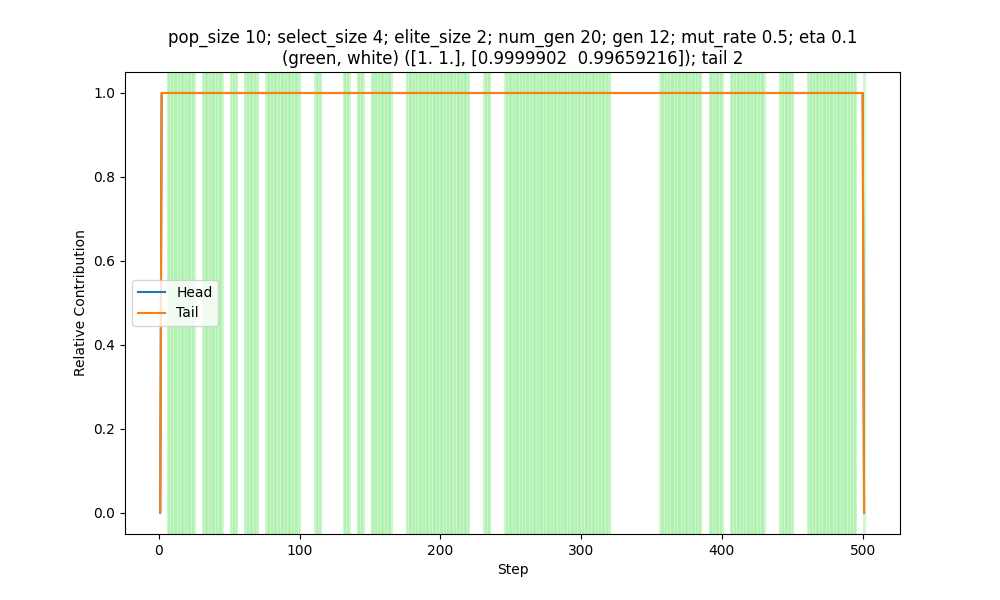 pop_size 10; select_size 4; elite_size 2; num_gen 20; gen 12; mut_rate 0.5; eta 0.1
(green, white) ([1. 1.], [0.9999902  0.99659216]); tail 2
1.0
0.8
0.6
0.4
0.2
0.0
Relative Contribution
Head
Tail
0 100 200 300 400 500
Step